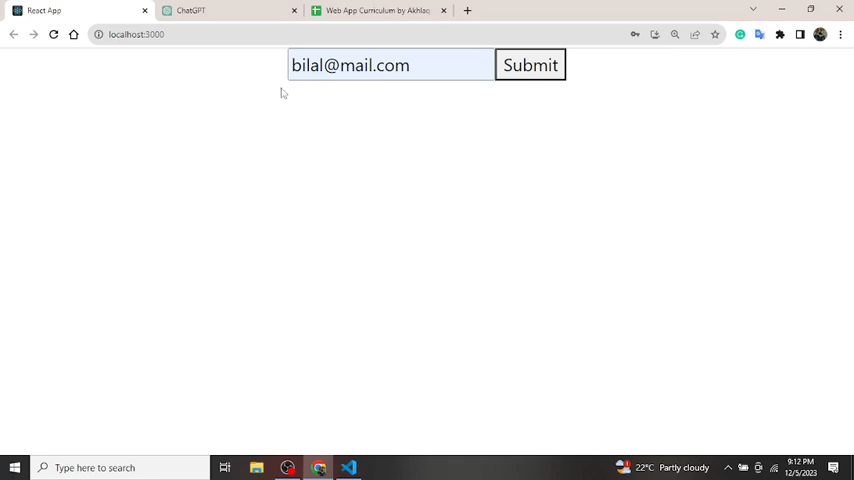 React App
ChatGPT
Web App Curriculum by Akhlaq
localhost:3000
bilal@mail.com Submit
Type here to search
22°C Partly cloudy
9:12 PM
12/5/2023